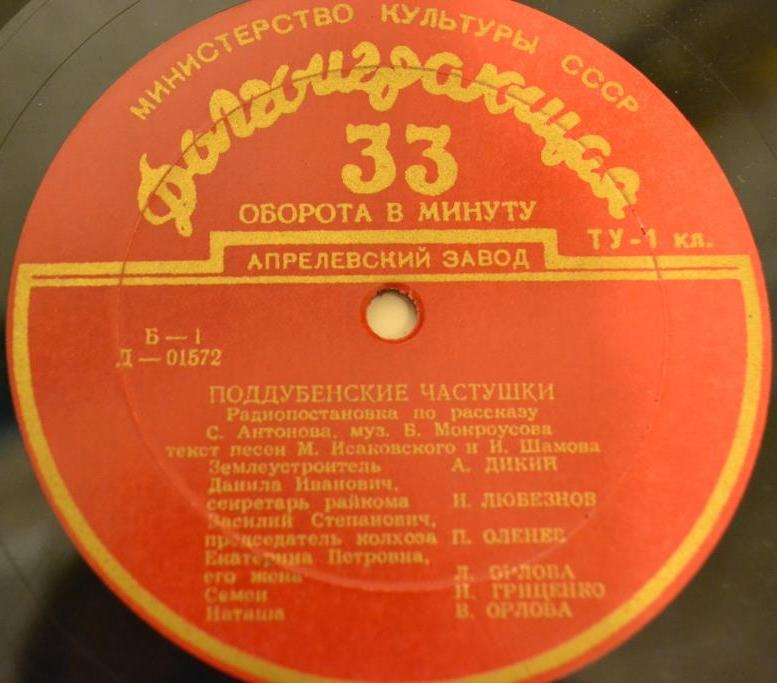 МИНИСТЕРСТВО КУЛЬТУРЫ СССР
Долгоиграющая
33
ОБОРОТА В МИНУТУ
ТУ-1 кл.
АПРЕЛЕВСКИЙ ЗАВОД
Б — 1
Д — 01572
ПОДДУБЕНСКИЕ ЧАСТУШКИ
Радиопостановка по рассказу
С. Антонова, муз. Б. Мокроусова
текст песен М. Исаковского и И. Шамова
Землеустроитель А. ДИКИЙ
Данила Иванович,
секретарь райкома И. ЛЮБЕЗНОВ
Василий Степанович,
председатель колхоза П. ОЛЕНЕВ
Екатерина Петровна,
его жена Л. ОРЛОВА
Семен Н. ГРИЦЕНКО
Наташа В. ОРЛОВА